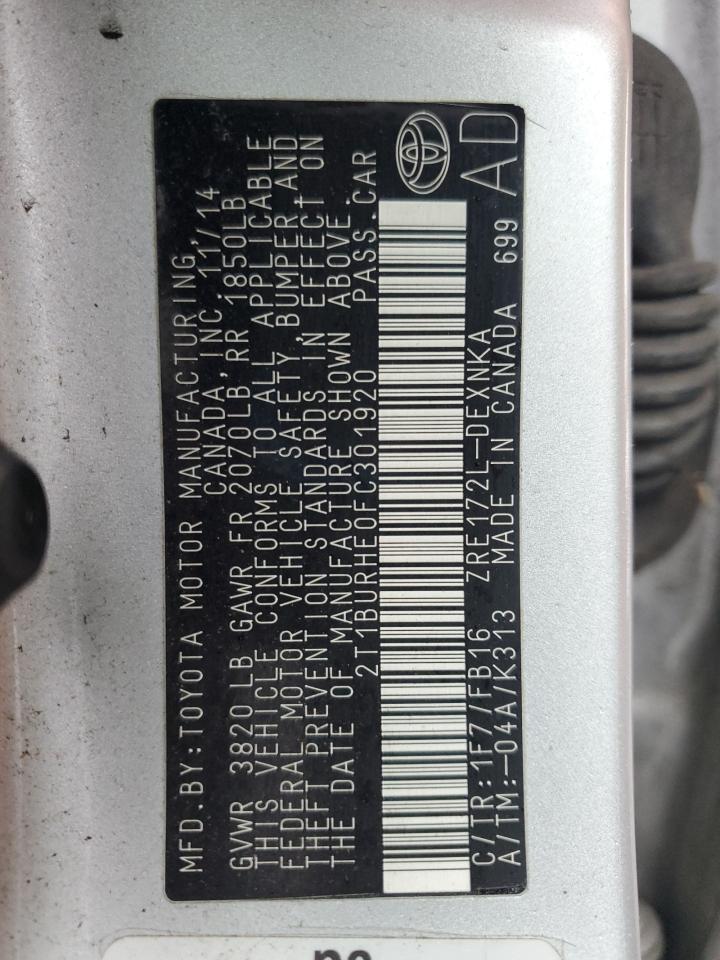 MFD.BY:TOYOTA MOTOR MANUFACTURING,
CANADA, INC. 11/14
GVWR 3820 LB GAWR FR 2070LB, RR 1850LB
THIS VEHICLE CONFORMS TO ALL APPLICABLE
FEDERAL MOTOR VEHICLE SAFETY, BUMPER AND
THEFT PREVENTION STANDARDS IN EFFECT ON
THE DATE OF MANUFACTURE SHOWN ABOVE.
2T1BURHE0FC301920 PASS.CAR
C/TR:1F7/FB16 ZRE172L-DEXNKA
A/TM:-04A/K313 MADE IN CANADA 699
AD